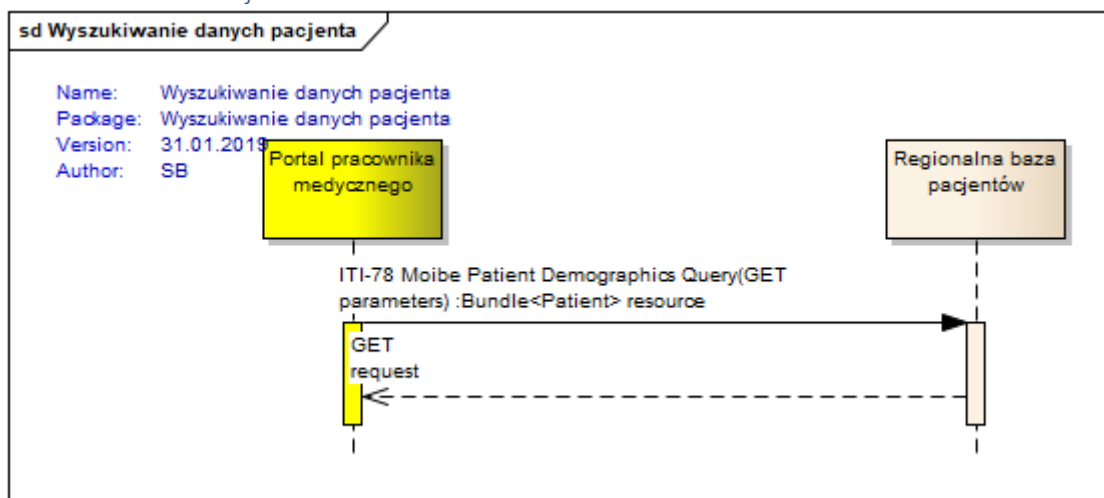 sd Wyszukiwanie danych pacjenta
Name: Wyszukiwanie danych pacjenta
Package: Wyszukiwanie danych pacjenta
Version: 31.01.2019
Author: SB
Portal pracownika
medycznego
Regionalna baza
pacjentów
ITI-78 Moibe Patient Demographics Query(GET
parameters) :Bundle<Patient> resource
GET
request